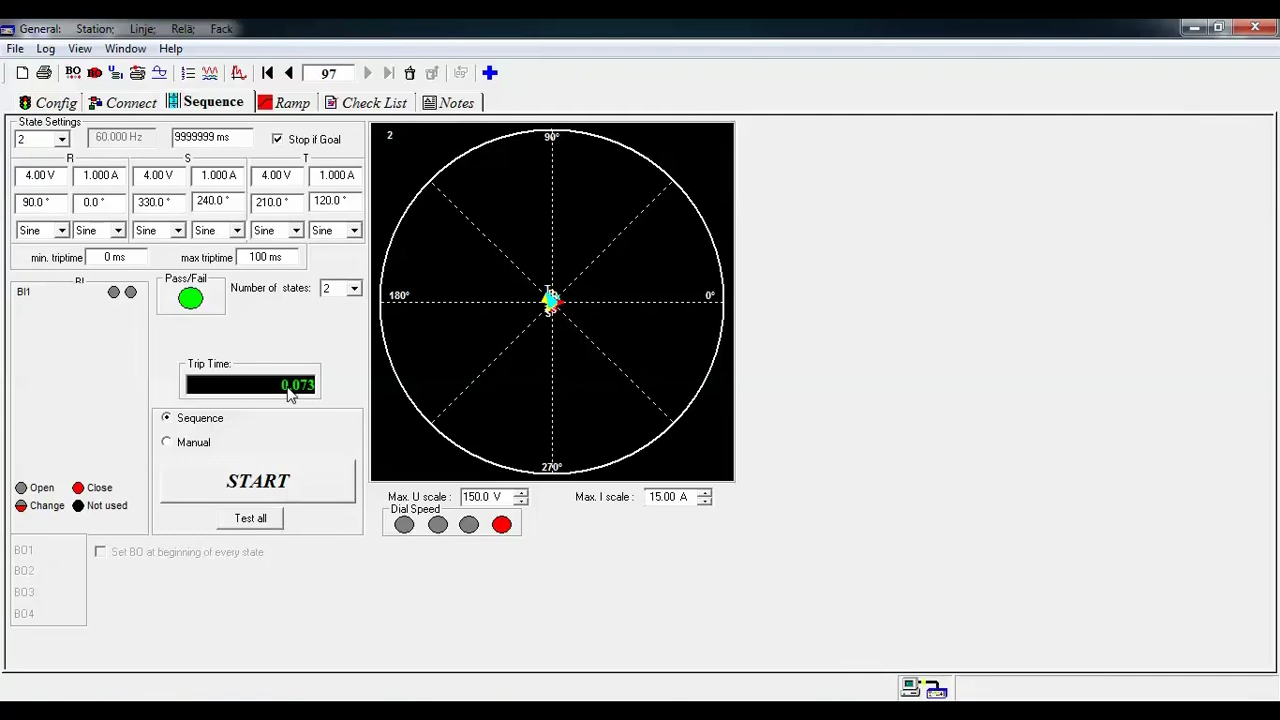 General: Station; Linje; Relä; Fack
File Log View Window Help
BO 97
Config Connect Sequence Ramp Check List Notes
State Settings
2 60.000 Hz 9999999 ms Stop if Goal
R S T
4.00 V 1.000 A 4.00 V 1.000 A 4.00 V 1.000 A
90.0 ° 0.0 ° 330.0 ° 240.0 ° 210.0 ° 120.0 °
Sine Sine Sine Sine Sine Sine
min. triptime 0 ms max triptime 100 ms
BI
BI1
Pass/Fail
Number of states: 2
Trip Time:
0.073
Sequence
Manual
START
Test all
Open Close
Change Not used
BO1
BO2
BO3
BO4
Set BO at beginning of every state
2
90°
180° 0°
270°
Max. U scale : 150.0 V Max. I scale : 15.00 A
Dial Speed